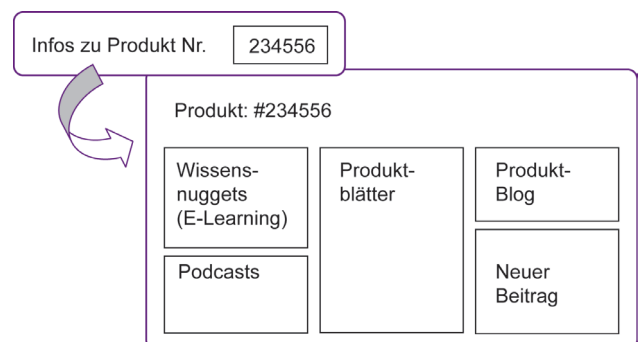 Infos zu Produkt Nr. 234556
Produkt: #234556
Wissens-
nuggets
(E-Learning)
Podcasts
Produkt-
blätter
Produkt-
Blog
Neuer
Beitrag